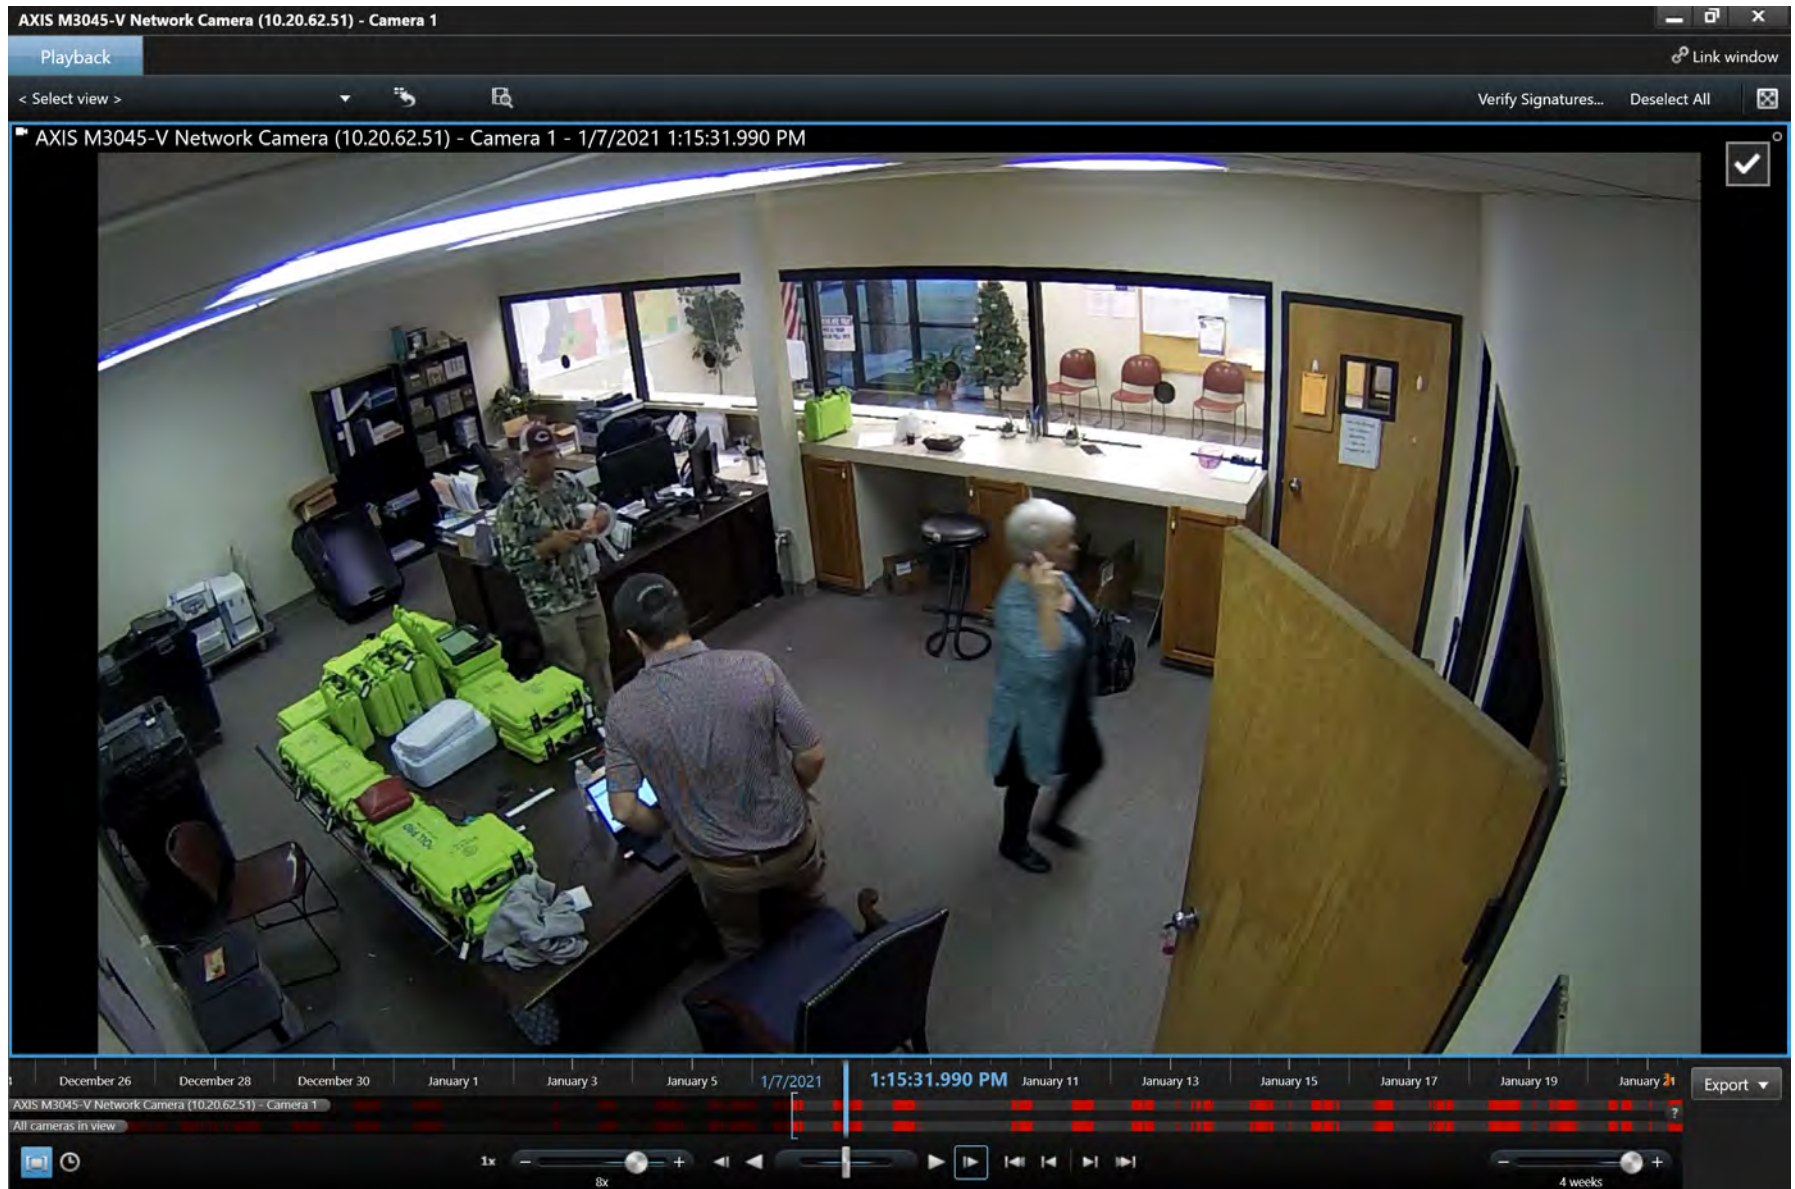 AXIS M3045-V Network Camera (10.20.62.51) - Camera 1
Playback
Link window
< Select view >
Verify Signatures...
Deselect All
AXIS M3045-V Network Camera (10.20.62.51) - Camera 1 - 1/7/2021 1:15:31.990 PM
December 26
December 28
December 30
January 1
January 3
January 5
1/7/2021
1:15:31.990 PM
January 11
January 13
January 15
January 17
January 19
January 21
Export
AXIS M3045-V Network Camera (10.20.62.51) - Camera 1
?
All cameras in view
1x
8x
4 weeks